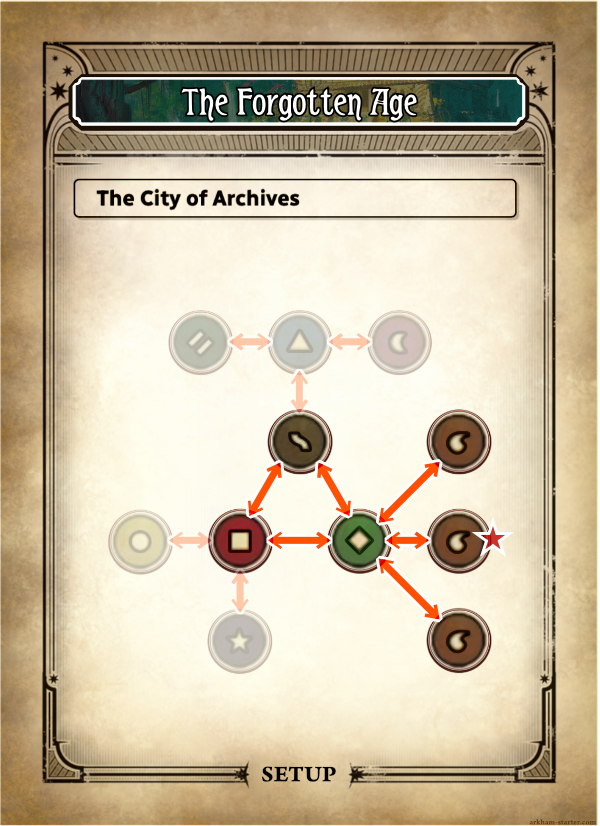 The Forgotten Age
The City of Archives
SETUP
arkham-starter.com